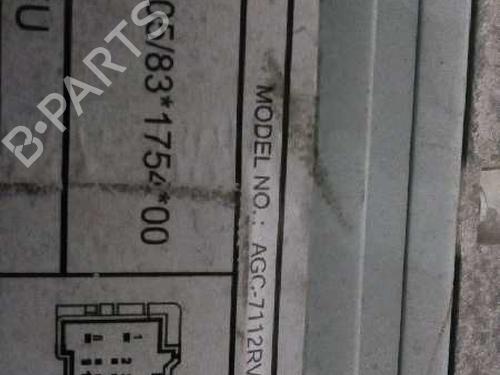 U
05/83*1754*00
MODEL NO.: AGC-7112RV
B-PARTS